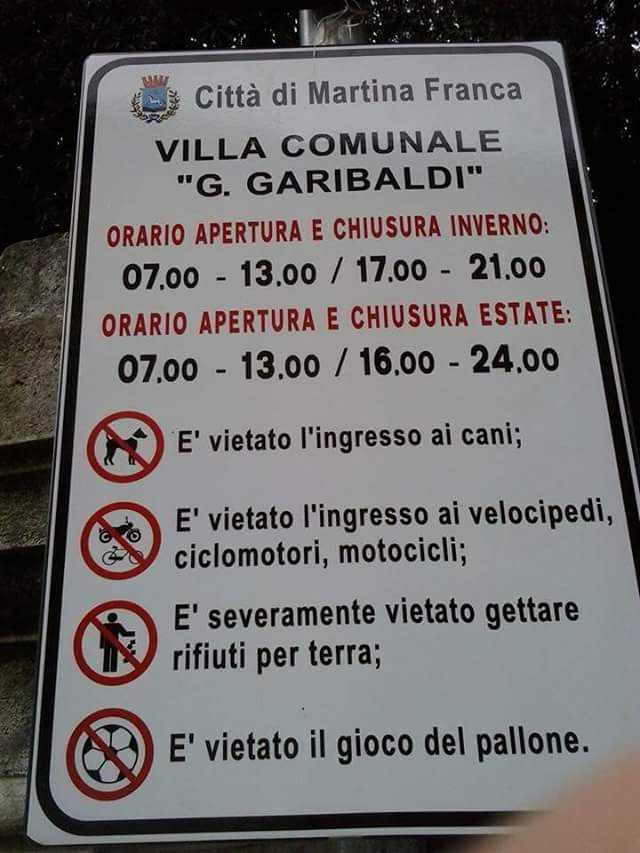 Città di Martina Franca
VILLA COMUNALE
"G. GARIBALDI"
ORARIO APERTURA E CHIUSURA INVERNO:
07.00 - 13.00 / 17.00 - 21.00
ORARIO APERTURA E CHIUSURA ESTATE:
07.00 - 13.00 / 16.00 - 24.00
E' vietato l'ingresso ai cani;
E' vietato l'ingresso ai velocipedi,
ciclomotori, motocicli;
E' severamente vietato gettare
rifiuti per terra;
E' vietato il gioco del pallone.